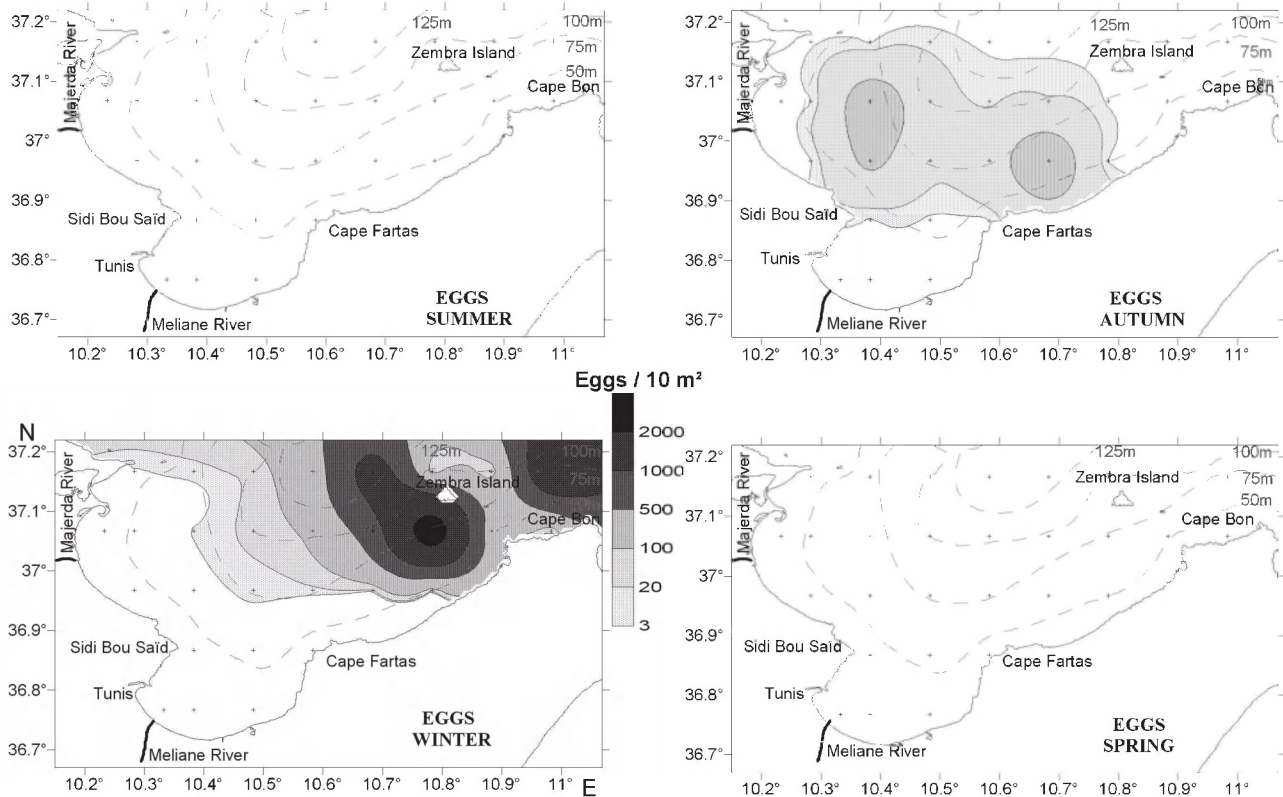 37.2°
37.1°
37°
36.9°
36.8°
36.7°
Majerda River
125m
100m
75m
50m
Zembra Island
Cape Bon
Sidi Bou Saïd
Cape Fartas
Tunis
Meliane River
EGGS
SUMMER
10.2°
10.3°
10.4°
10.5°
10.6°
10.7°
10.8°
10.9°
11°
37.2°
37.1°
37°
36.9°
36.8°
36.7°
Majerda River
125m
100m
75m
Zembra Island
Cape Bon
Sidi Bou Saïd
Cape Fartas
Tunis
Meliane River
EGGS
AUTUMN
10.2°
10.3°
10.4°
10.5°
10.6°
10.7°
10.8°
10.9°
11°
Eggs / 10 m²
2000
1000
500
100
20
3
N
37.2°
37.1°
37°
36.9°
36.8°
36.7°
Majerda River
125m
100m
75m
Zembra Island
Cape Bon
Sidi Bou Saïd
Cape Fartas
Tunis
Meliane River
EGGS
WINTER
10.2°
10.3°
10.4°
10.5°
10.6°
10.7°
10.8°
10.9°
11°
E
37.2°
37.1°
37°
36.9°
36.8°
36.7°
Majerda River
125m
100m
75m
50m
Zembra Island
Cape Bon
Sidi Bou Saïd
Cape Fartas
Tunis
Meliane River
EGGS
SPRING
10.2°
10.3°
10.4°
10.5°
10.6°
10.7°
10.8°
10.9°
11°